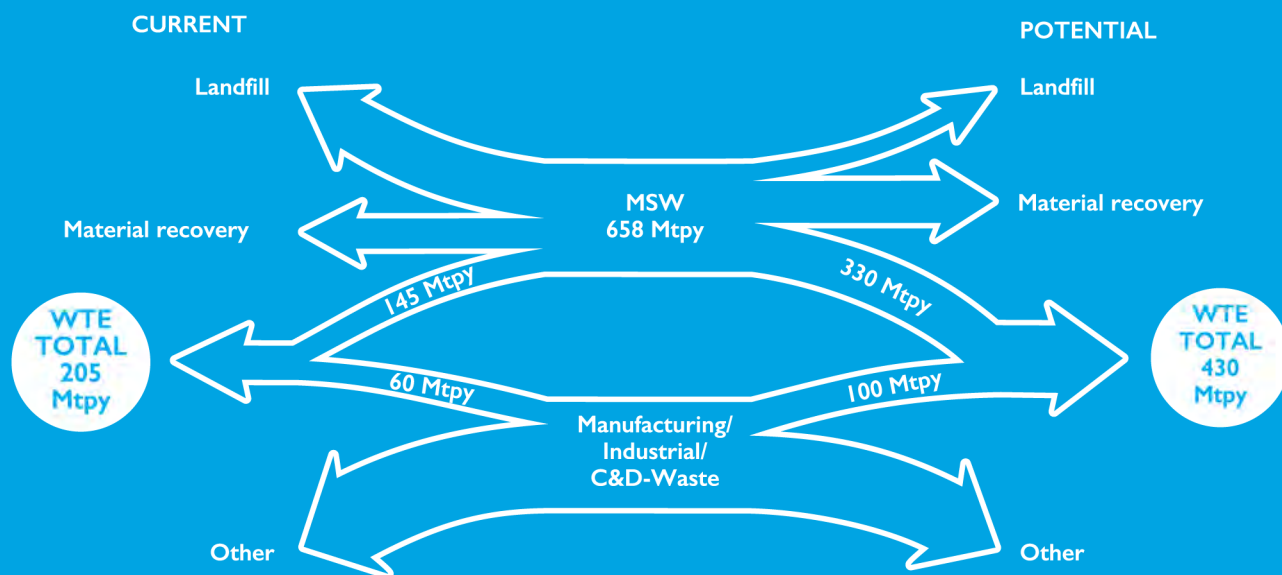 CURRENT
POTENTIAL
Landfill
Landfill
MSW
658 Mtpy
Material recovery
Material recovery
145 Mtpy
330 Mtpy
WTE
TOTAL
205
Mtpy
WTE
TOTAL
430
Mtpy
60 Mtpy
100 Mtpy
Manufacturing/
Industrial/
C&D-Waste
Other
Other